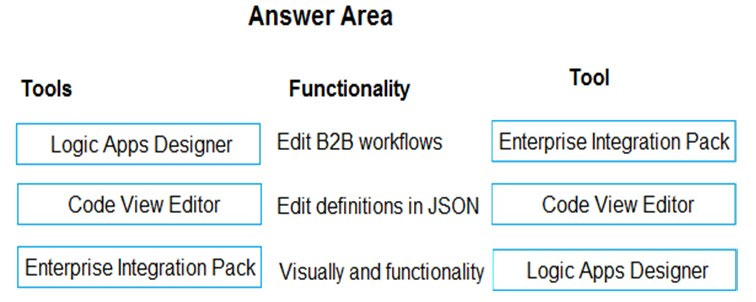 Answer Area
Tools Functionality Tool
Logic Apps Designer Edit B2B workflows Enterprise Integration Pack
Code View Editor Edit definitions in JSON Code View Editor
Enterprise Integration Pack Visually and functionality Logic Apps Designer